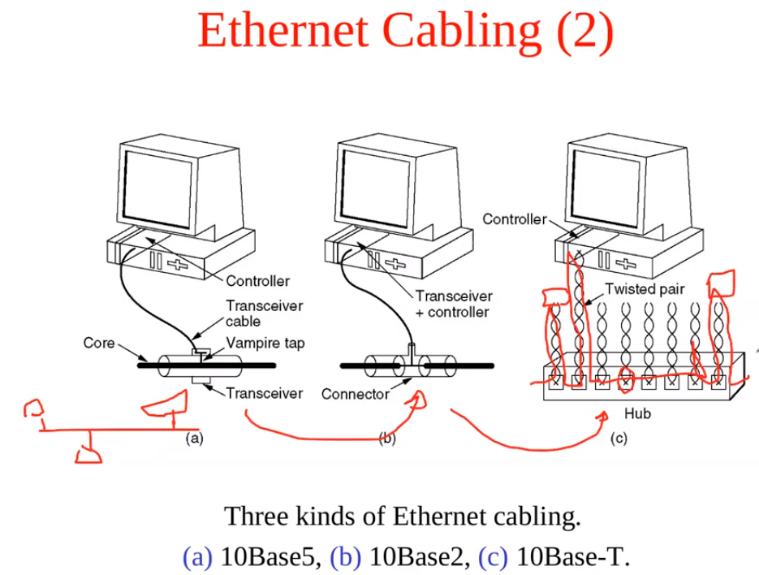 Ethernet Cabling (2)
Controller
Controller
Twisted pair
Transceiver
+ controller
Transceiver
cable
Core
Vampire tap
Transceiver
Connector
Hub
(a)
(b)
(c)
Three kinds of Ethernet cabling.
(a) 10Base5, (b) 10Base2, (c) 10Base-T.